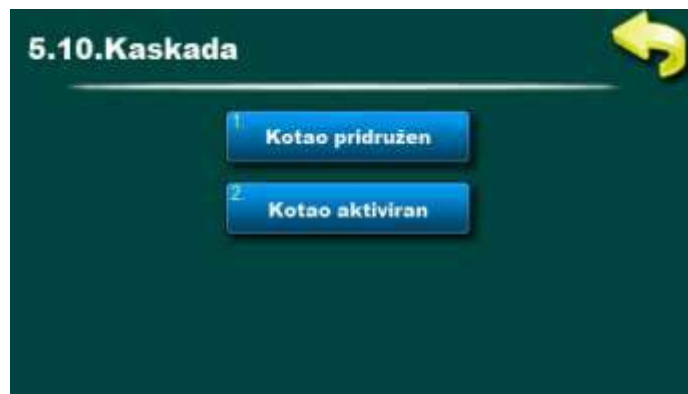 5.10.Kaskada
1.
Kotao pridružen
2.
Kotao aktiviran